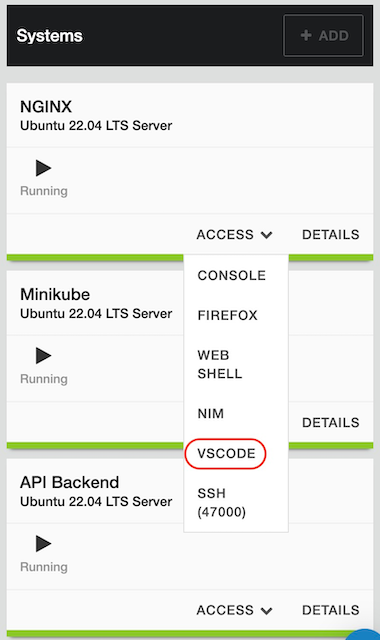 Systems
+ ADD
NGINX
Ubuntu 22.04 LTS Server
Running
ACCESS DETAILS
CONSOLE
FIREFOX
WEB
SHELL
NIM
VSCODE
SSH
(47000)
Minikube
Ubuntu 22.04 LTS Server
Running
DETAILS
API Backend
Ubuntu 22.04 LTS Server
Running
ACCESS DETAILS